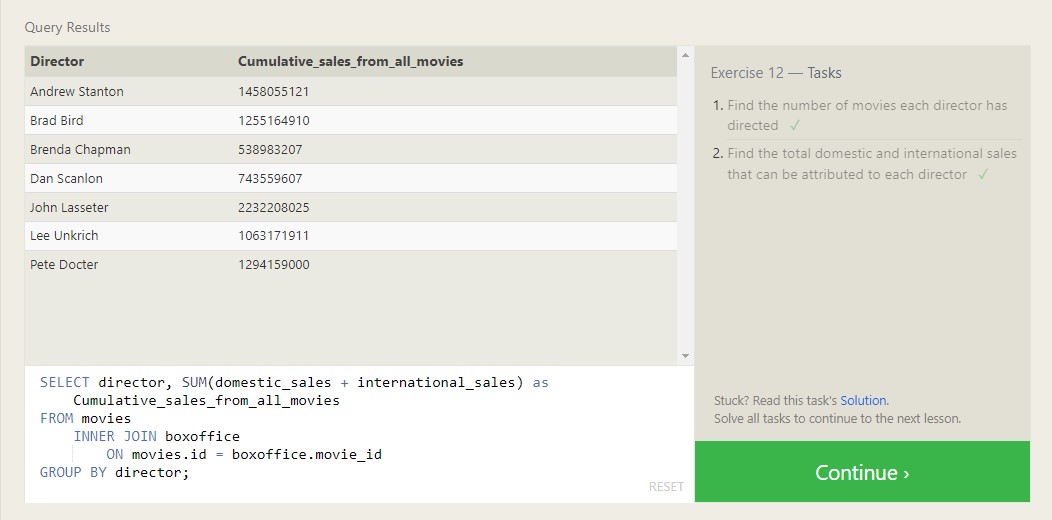 Query Results
Director Cumulative_sales_from_all_movies
Andrew Stanton 1458055121
Brad Bird 1255164910
Brenda Chapman 538983207
Dan Scanlon 743559607
John Lasseter 2232208025
Lee Unkrich 1063171911
Pete Docter 1294159000
SELECT director, SUM(domestic_sales + international_sales) as
Cumulative_sales_from_all_movies
FROM movies
INNER JOIN boxoffice
ON movies.id = boxoffice.movie_id
GROUP BY director;
RESET
Exercise 12 — Tasks
1. Find the number of movies each director has
directed ✓
2. Find the total domestic and international sales
that can be attributed to each director ✓
Stuck? Read this task's Solution.
Solve all tasks to continue to the next lesson.
Continue ›